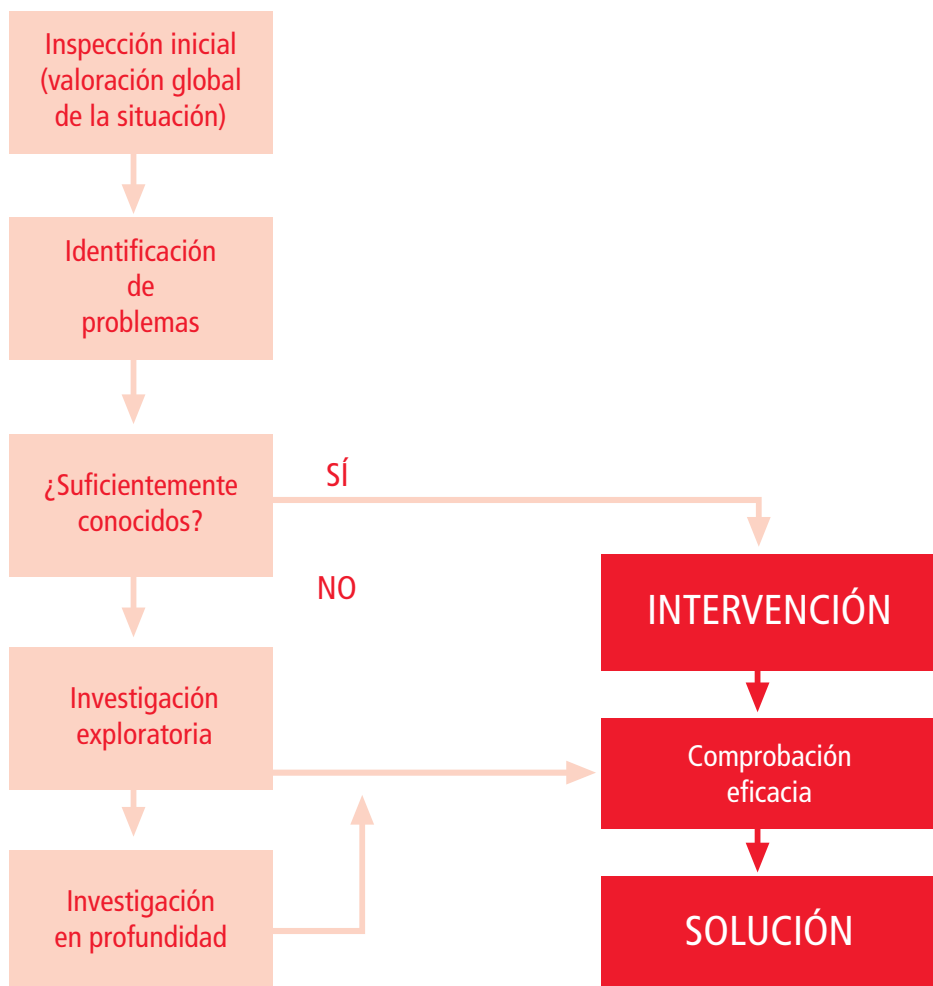 Inspección inicial
(valoración global
de la situación)
Identificación
de
problemas
¿Suficientemente
conocidos?
SÍ
NO
INTERVENCIÓN
Investigación
exploratoria
Comprobación
eficacia
Investigación
en profundidad
SOLUCIÓN